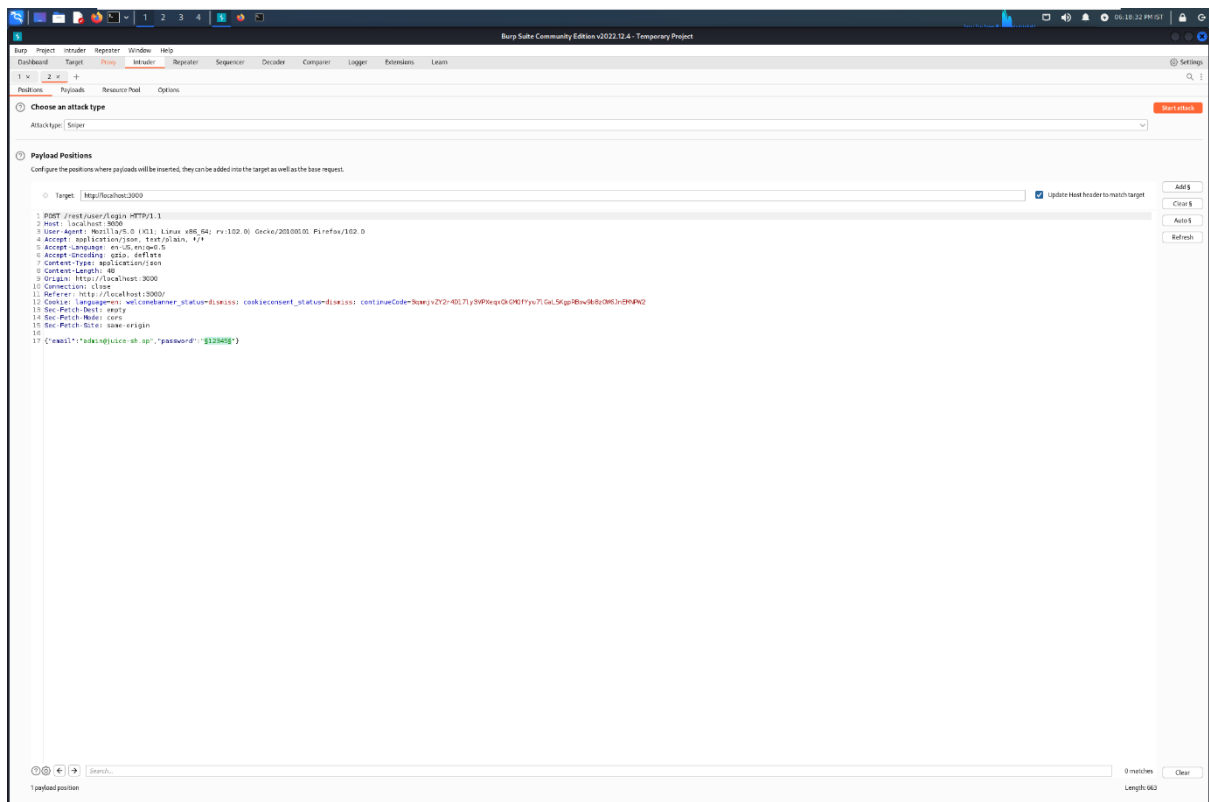 1 2 3 4 06:18:32 PM IST
Burp Suite Community Edition v2022.12.4 - Temporary Project
Burp Project Intruder Repeater Window Help
Dashboard Target Proxy Intruder Repeater Sequencer Decoder Comparer Logger Extensions Learn Settings
1 × 2 × +
Positions Payloads Resource Pool Options
Choose an attack type
Start attack
Attack type: Sniper
Payload Positions
Configure the positions where payloads will be inserted, they can be added into the target as well as the base request.
Add §
Target: http://localhost:3000 Update Host header to match target
Clear §
Auto §
Refresh
1 POST /rest/user/login HTTP/1.1
2 Host: localhost:3000
3 User-Agent: Mozilla/5.0 (X11; Linux x86_64; rv:102.0) Gecko/20100101 Firefox/102.0
4 Accept: application/json, text/plain, */*
5 Accept-Language: en-US,en;q=0.5
6 Accept-Encoding: gzip, deflate
7 Content-Type: application/json
8 Content-Length: 48
9 Origin: http://localhost:3000
10 Connection: close
11 Referer: http://localhost:3000/
12 Cookie: language=en; welcomebanner_status=dismiss; cookieconsent_status=dismiss;
13 Sec-Fetch-Dest: empty
14 Sec-Fetch-Mode: cors
15 Sec-Fetch-Site: same-origin
16
17 {"email":"admin@juice-sh.op","password":"§12345§"}
Search... 0 matches Clear
1 payload position Length: 663